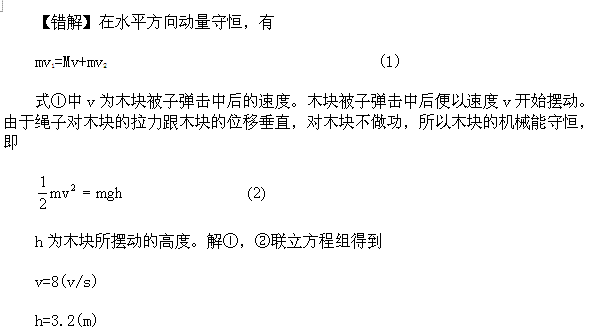 【错解】在水平方向动量守恒，有
mv₁=Mv+mv₂ (1)
式①中 v 为木块被子弹击中后的速度。木块被子弹击中后便以速度 v 开始摆动。
由于绳子对木块的拉力跟木块的位移垂直，对木块不做功，所以木块的机械能守恒，
即
1/2 mv² = mgh (2)
h 为木块所摆动的高度。解①，②联立方程组得到
v=8(v/s)
h=3.2(m)